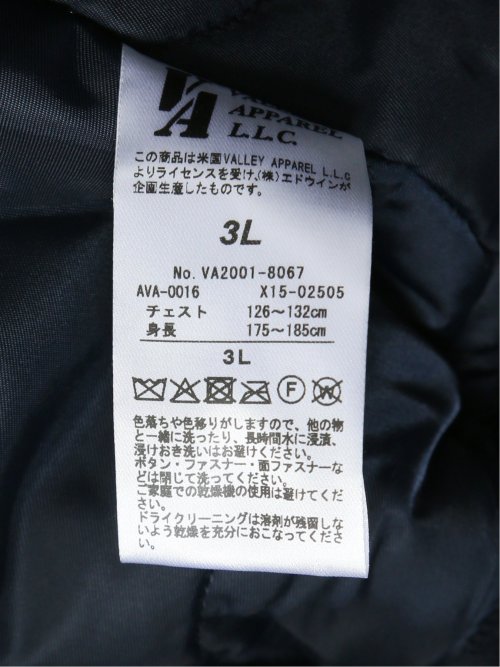 VA
APPAREL
L.L.C.
この商品は米国VALLEY APPAREL L.L.c
よりライセンスを受け、(株)エドウインが
企画生産したものです。
3L
No. VA2001-8067
AVA-0016 X15-02505
チェスト 126～132cm
身長 175～185cm
3L
F W
色落ちや色移りがしますので、他の物
と一緒に洗ったり、長時間水に浸漬、
浸けおき洗いはお避けください。
ボタン・ファスナー・面ファスナーな
どは閉じて洗ってください。
ご家庭での乾燥機の使用は避けてくだ
さい。
ドライクリーニングは溶剤が残留しな
いよう乾燥を充分におこなってくださ
い。